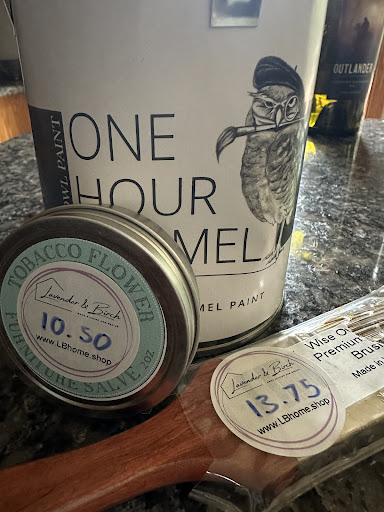 OWL PAINT
ONE
HOUR
MEL
MEL PAINT
OUTLANDER
TOBACCO FLOWER
Lavender & Birch
10.50
www.LBhome.shop
FURNITURE SALVE 2oz
Wise O
Premium
Brus
Made in
Lavender & Birch
13.75
www.LBhome.shop